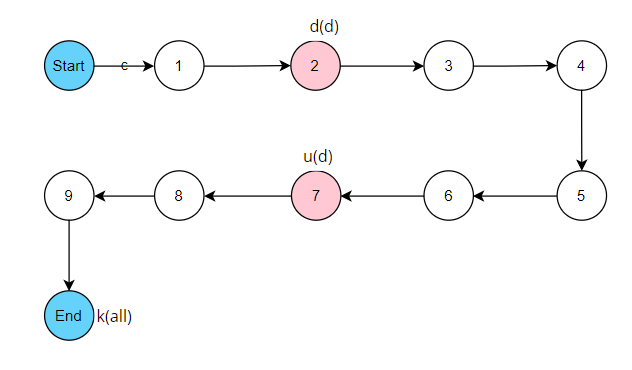 d(d)
Start c 1 2 3 4
u(d)
9 8 7 6 5
End k(all)